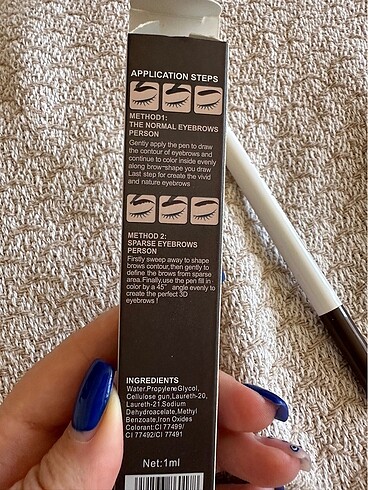 APPLICATION STEPS
METHOD1:
THE NORMAL EYEBROWS
PERSON
Gently apply the pen to draw
the contour of eyebrows and
continue to color inside evenly
along brow-shape you draw
Last step for create the vivid
and nature eyebrows
METHOD 2:
SPARSE EYEBROWS
PERSON
Firstly sweep away to shape
brows contour,then gently to
define the brows from sparse
area.Finally,use the pen fill in
color by a 45° angle evenly to
create the perfect 3D
eyebrows !
INGREDIENTS
Water,PropyleneGlycol,
Cellulose gun,Laureth-20,
Laureth-21.Sodium
Dehydroacelate,Methyl
Benzoate,Iron Oxides
Colorant:CI 77499/
CI 77492/CI 77491
Net:1ml